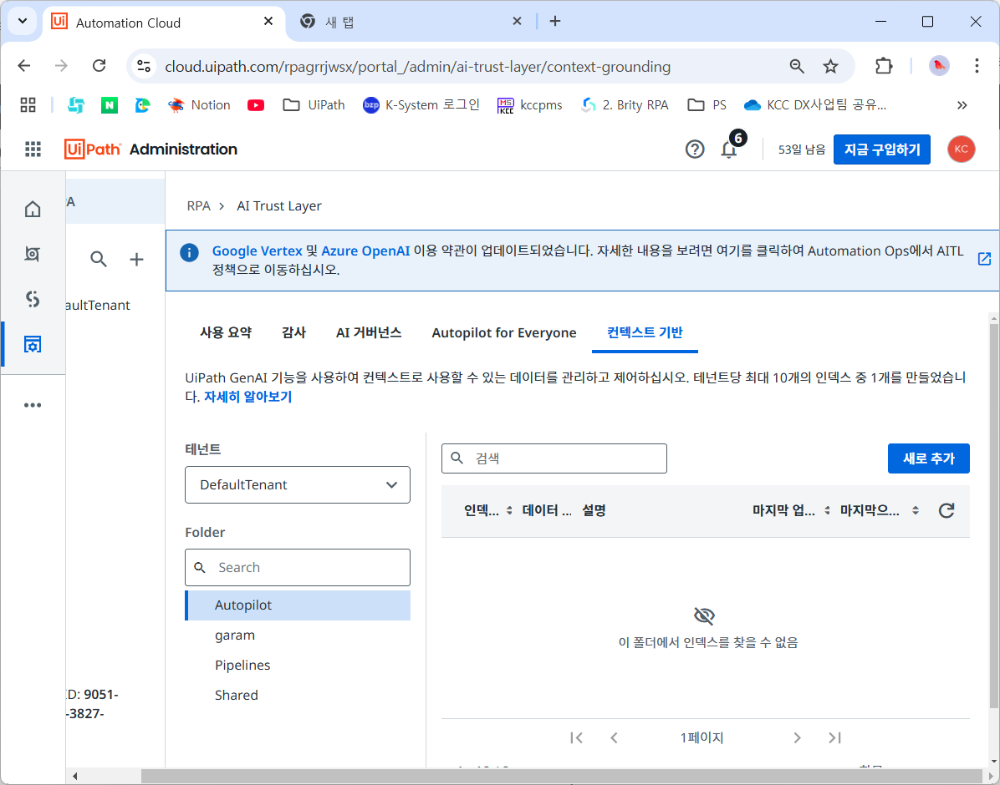 Automation Cloud
새 탭
cloud.uipath.com/rpagrrjwsx/portal_/admin/ai-trust-layer/context-grounding
N
Notion
UiPath
bzp
K-System 로그인
MS
KCC
kccpms
2. Brity RPA
PS
KCC DX사업팀 공유...
UiPath Administration
6
53일 남음
지금 구입하기
KC
PA
RPA
AI Trust Layer
Google Vertex 및 Azure OpenAI 이용 약관이 업데이트되었습니다. 자세한 내용을 보려면 여기를 클릭하여 Automation Ops에서 AITL
정책으로 이동하십시오.
aultTenant
사용 요약
감사
AI 거버넌스
Autopilot for Everyone
컨텍스트 기반
UiPath GenAI 기능을 사용하여 컨텍스트로 사용할 수 있는 데이터를 관리하고 제어하십시오. 테넌트당 최대 10개의 인덱스 중 1개를 만들었습니
다. 자세히 알아보기
테넌트
DefaultTenant
Folder
Search
Autopilot
garam
Pipelines
Shared
검색
새로 추가
인덱...
데이터 ...
설명
마지막 업...
마지막으...
이 폴더에서 인덱스를 찾을 수 없음
ID: 9051-
-3827-
1페이지